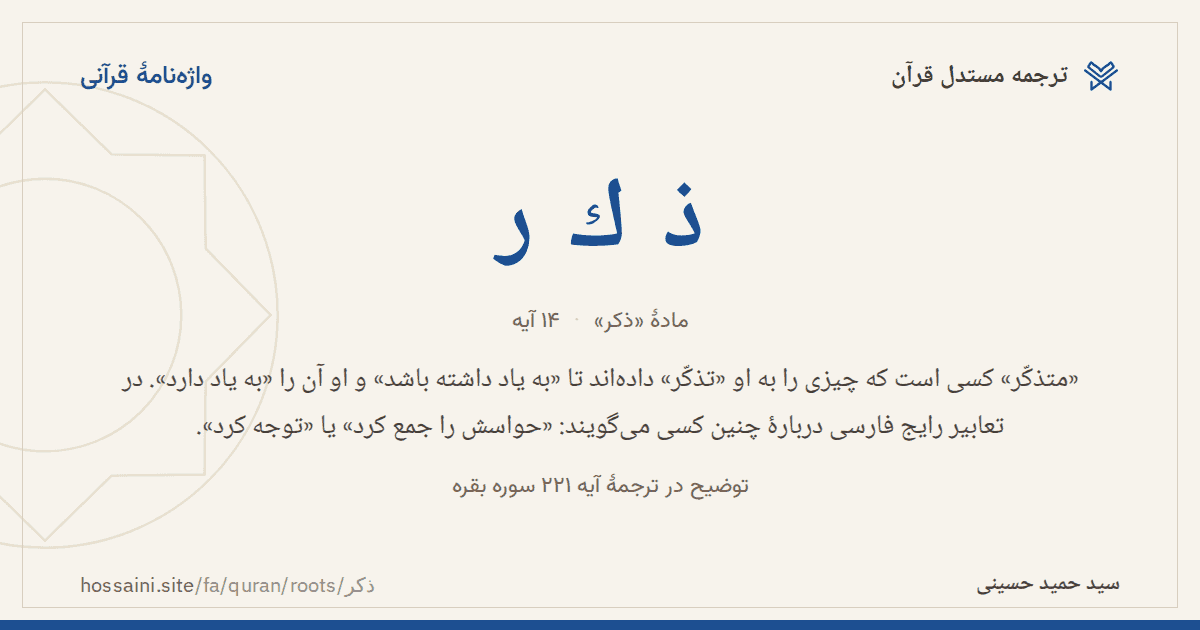 ترجمه مستدل قرآن
واژه‌نامهٔ قرآنی
ذ ك ر
مادهٔ «ذکر» · ۱۴ آیه
«متذکّر» کسی است که چیزی را به او «تذکّر» داده‌اند تا «به یاد داشته باشد» و او آن را «به یاد دارد». در
تعابیر رایج فارسی دربارهٔ چنین کسی می‌گویند: «حواسش را جمع کرد» یا «توجه کرد».
توضیح در ترجمهٔ آیه ۲۲۱ سوره بقره
سید حمید حسینی
hossaini.site/fa/quran/roots/ذکر